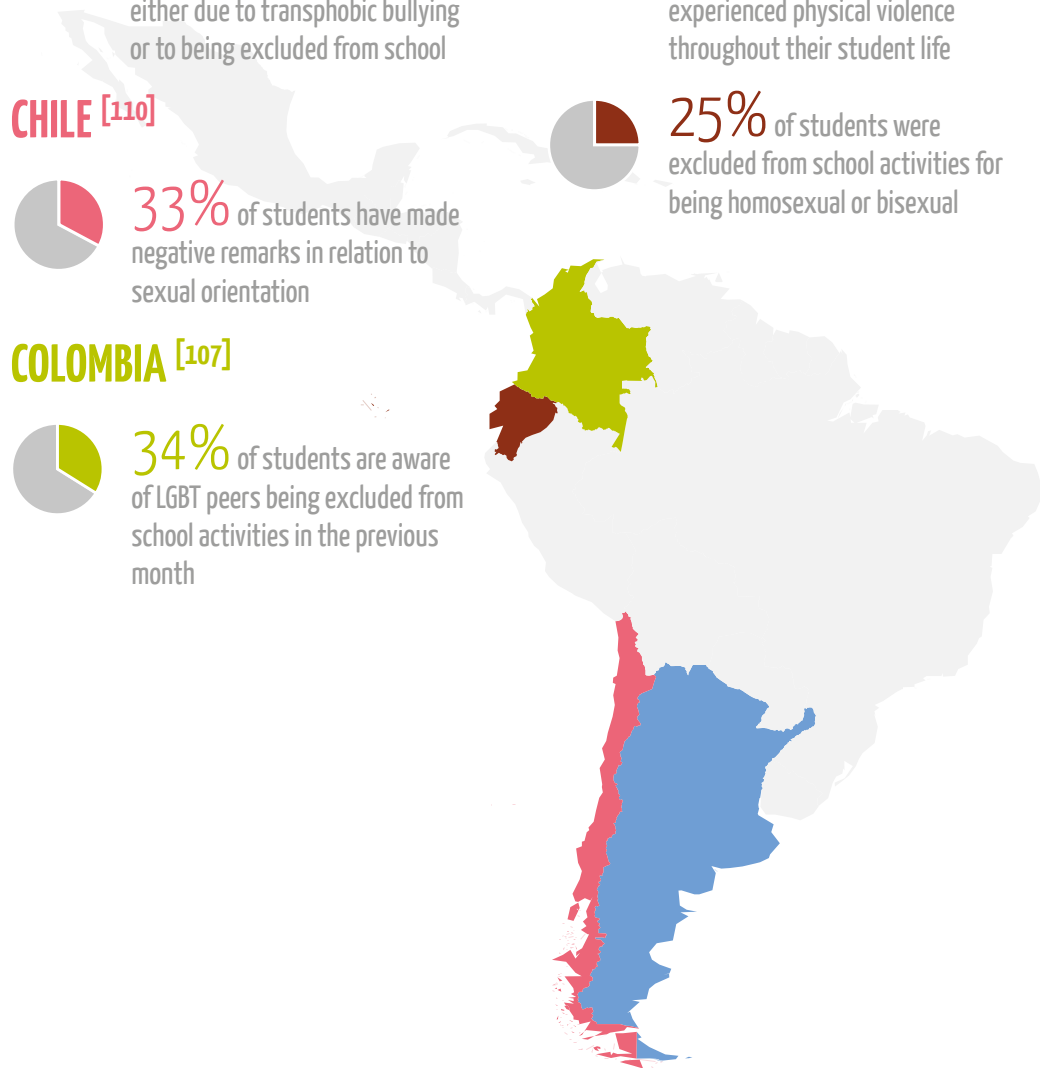 either due to transphobic bullying
or to being excluded from school
CHILE [110]
33% of students have made
negative remarks in relation to
sexual orientation
COLOMBIA [107]
34% of students are aware
of LGBT peers being excluded from
school activities in the previous
month
experienced physical violence
throughout their student life
25% of students were
excluded from school activities for
being homosexual or bisexual